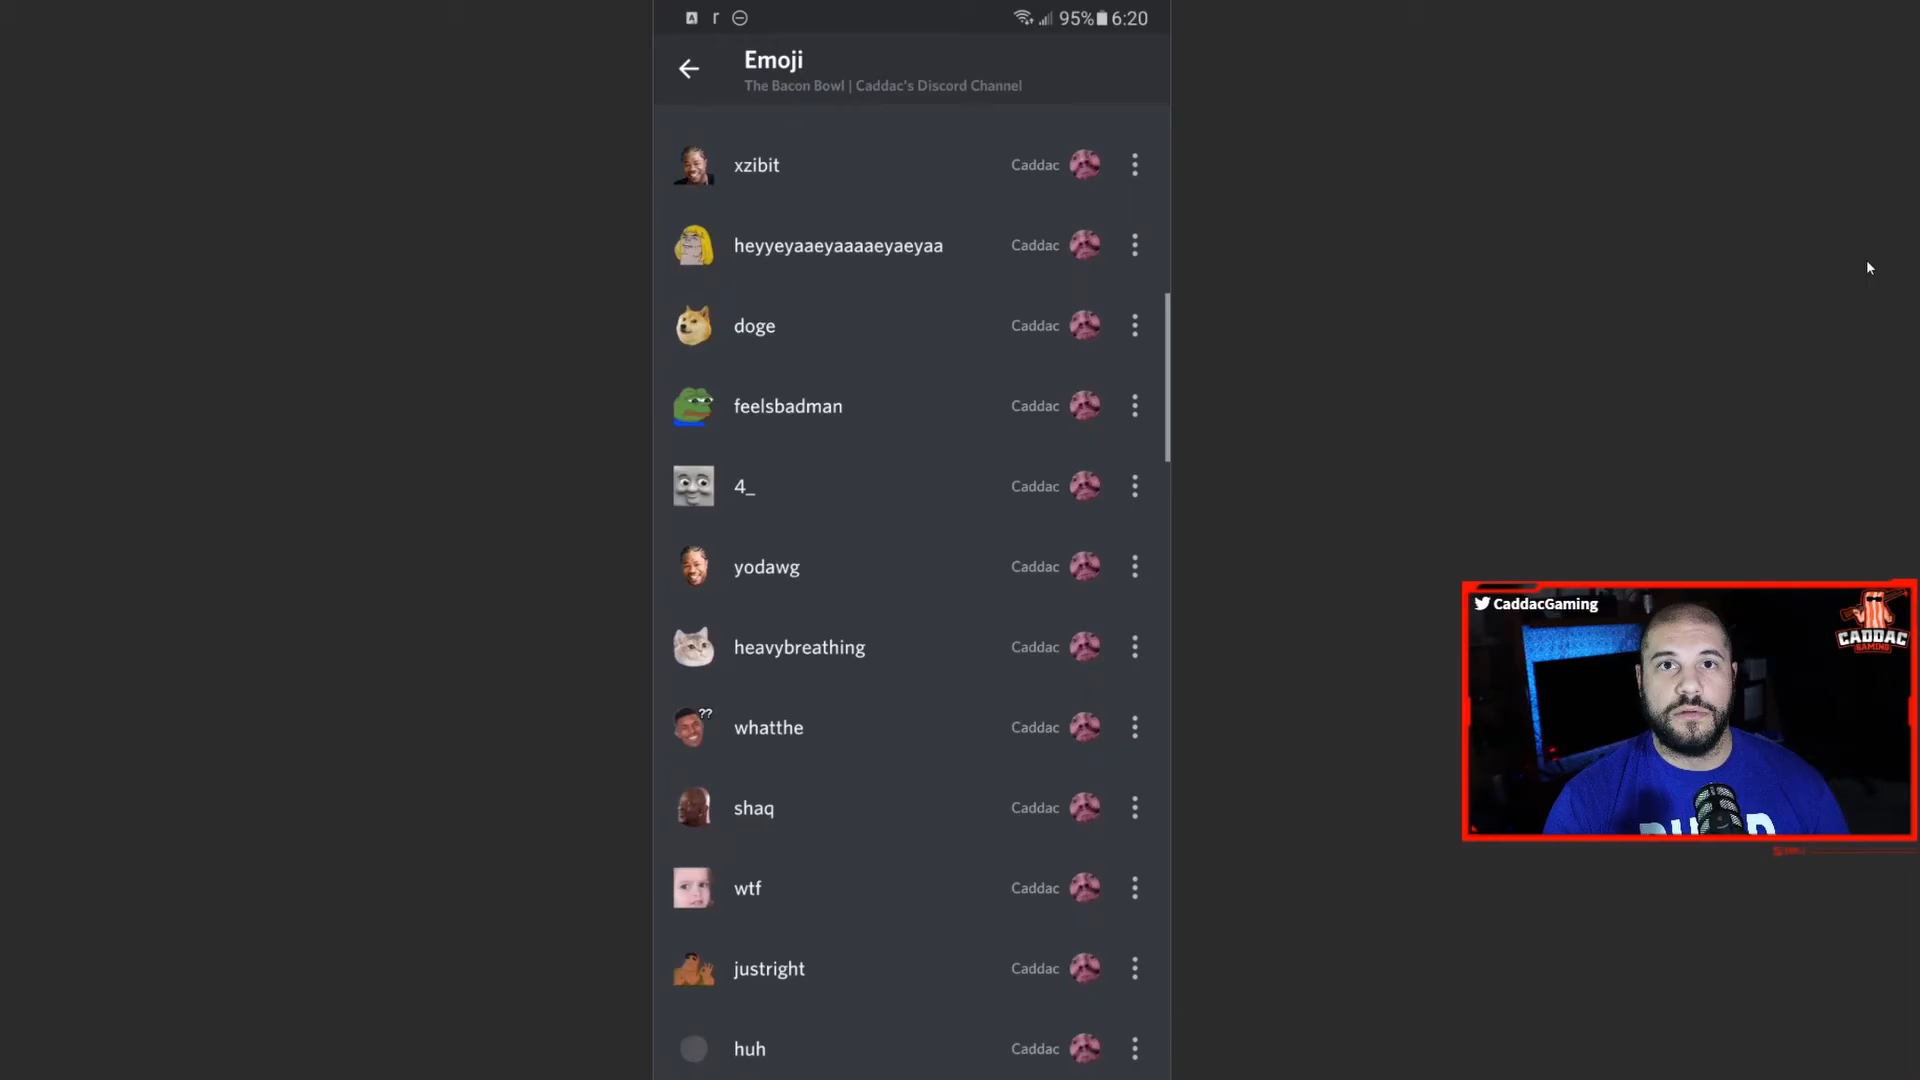 r
95% 6:20
Emoji
The Bacon Bowl | Caddac's Discord Channel
xzibit Caddac
heyyeyaaeyaaaaeyaeyaa Caddac
doge Caddac
feelsbadman Caddac
4_ Caddac
yodawg Caddac
heavybreathing Caddac
?? whatthe Caddac
shaq Caddac
wtf Caddac
justright Caddac
huh Caddac
CaddacGaming
CADDAC
GAMING